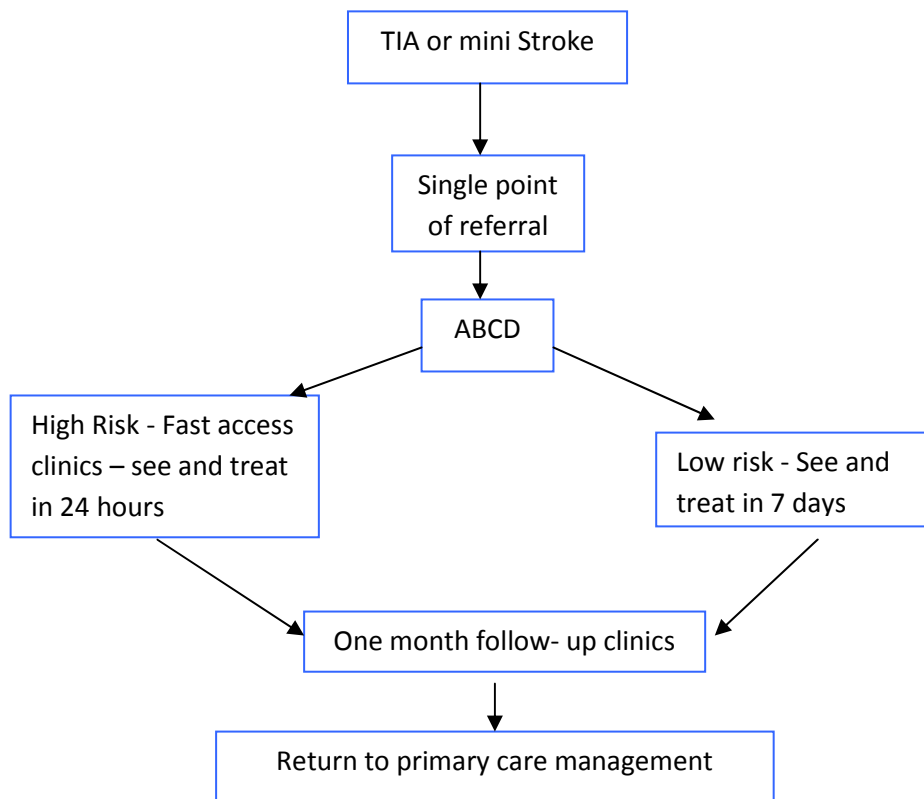 TIA or mini Stroke
Single point
of referral
ABCD
High Risk - Fast access
clinics – see and treat
in 24 hours
Low risk - See and
treat in 7 days
One month follow- up clinics
Return to primary care management